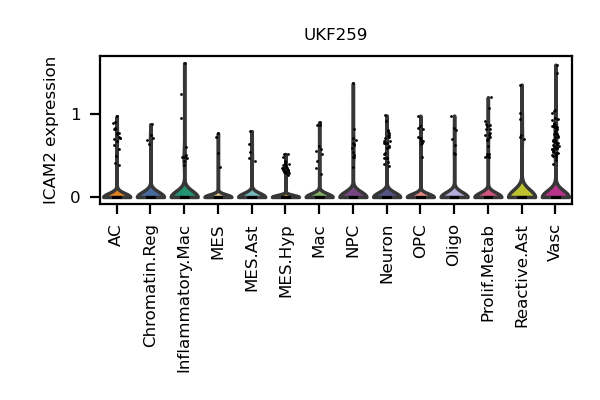 UKF259
ICAM2 expression
1
0
AC
Chromatin.Reg
Inflammatory.Mac
MES
MES.Ast
MES.Hyp
Mac
NPC
Neuron
OPC
Oligo
Prolif.Metab
Reactive.Ast
Vasc